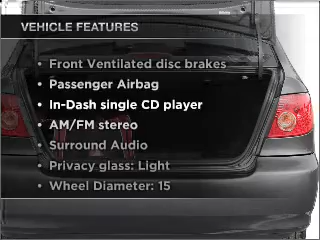 VEHICLE FEATURES
• Front Ventilated disc brakes
• Passenger Airbag
• In-Dash single CD player
• AM/FM stereo
• Surround Audio
• Privacy glass: Light
• Wheel Diameter: 15